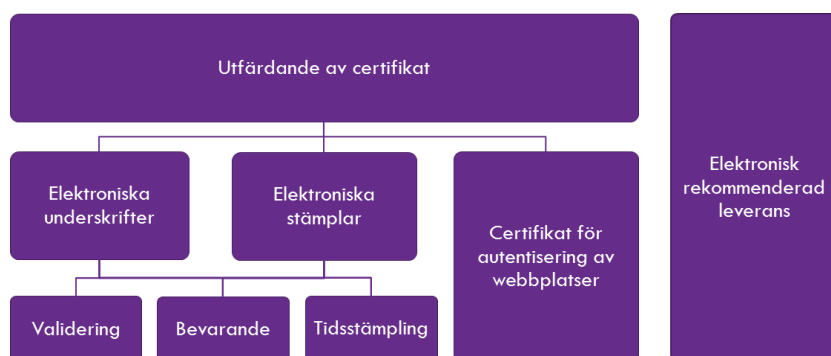 Utfärdande av certifikat
Elektroniska
underskrifter
Elektroniska
stämplar
Certifikat för
autentisering av
webbplatser
Validering
Bevarande
Tidsstämpling
Elektronisk
rekommenderad
leverans